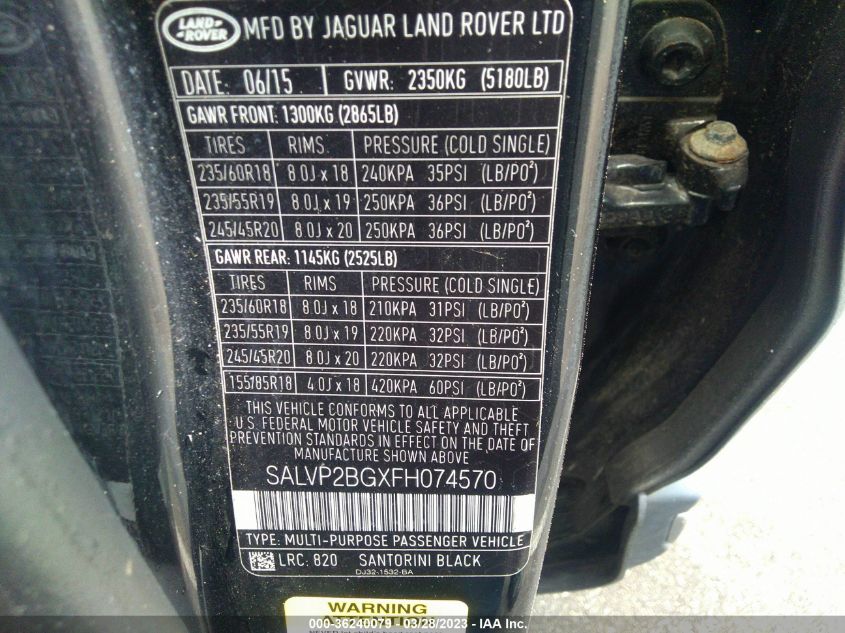 LAND-
ROVER MFD BY JAGUAR LAND ROVER LTD
DATE: 06/15 GVWR: 2350KG (5180LB)
GAWR FRONT: 1300KG (2865LB)
TIRES RIMS PRESSURE (COLD SINGLE)
235/60R18 8.0J x 18 240KPA 35PSI (LB/PO²)
235/55R19 8.0J x 19 250KPA 36PSI (LB/PO²)
245/45R20 8.0J x 20 250KPA 36PSI (LB/PO²)
GAWR REAR: 1145KG (2525LB)
TIRES RIMS PRESSURE (COLD SINGLE)
235/60R18 8.0J x 18 210KPA 31PSI (LB/PO²)
235/55R19 8.0J x 19 220KPA 32PSI (LB/PO²)
245/45R20 8.0J x 20 220KPA 32PSI (LB/PO²)
155/85R18 4.0J x 18 420KPA 60PSI (LB/PO²)
THIS VEHICLE CONFORMS TO ALL APPLICABLE
U.S. FEDERAL MOTOR VEHICLE SAFETY AND THEFT
PREVENTION STANDARDS IN EFFECT ON THE DATE
OF MANUFACTURE SHOWN ABOVE
SALVP2BGXFH074570
TYPE: MULTI-PURPOSE PASSENGER VEHICLE
LRC: 820 SANTORINI BLACK
DJ32-1532-BA
WARNING
000-36240079 - 03/28/2023 - IAA Inc.